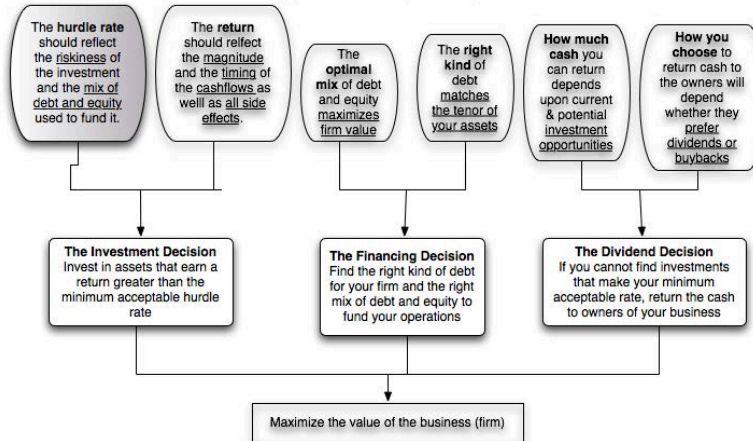 The hurdle rate
should reflect
the riskiness of
the investment
and the mix of
debt and equity
used to fund it.
The return
should relfect
the magnitude
and the timing of
the cashflows as
welll as all side
effects.
The
optimal
mix of debt
and equity
maximizes
firm value
The right
kind of
debt
matches
the tenor of
your assets
How much
cash you
can return
depends
upon current
& potential
investment
opportunities
How you
choose to
return cash to
the owners will
depend
whether they
prefer
dividends or
buybacks
The Investment Decision
Invest in assets that earn a
return greater than the
minimum acceptable hurdle
rate
The Financing Decision
Find the right kind of debt
for your firm and the right
mix of debt and equity to
fund your operations
The Dividend Decision
If you cannot find investments
that make your minimum
acceptable rate, return the cash
to owners of your business
Maximize the value of the business (firm)